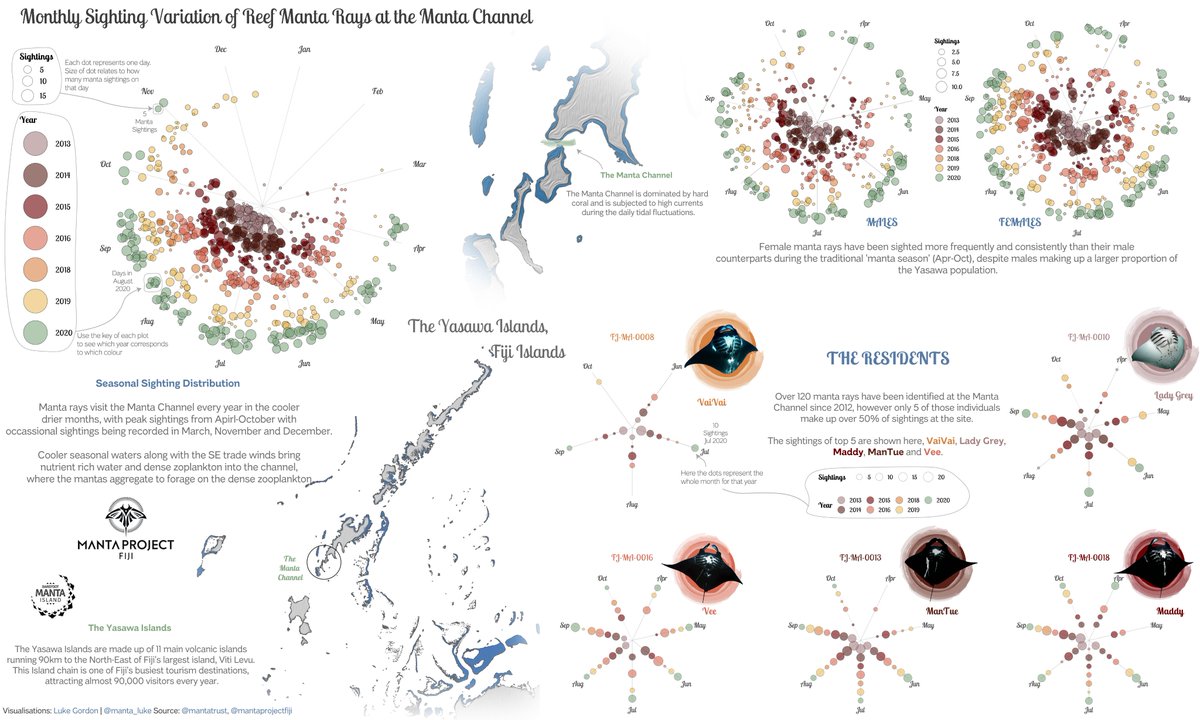 Monthly Sighting Variation of Reef Manta Rays at the Manta Channel
Sightings
5
10
15
Each dot represents one day.
Size of dot relates to how
many manta sightings on
that day
Year
2013
2014
2015
2016
2018
2019
2020
Dec
Jan
Feb
Mar
Apr
May
Jun
Jul
Aug
Sep
Oct
Nov
5
Manta
Sightings
Days in
August
2020
Use the key of each plot
to see which year corresponds
to which colour
Seasonal Sighting Distribution
Manta rays visit the Manta Channel every year in the cooler
drier months, with peak sightings from Apirl-October with
occassional sightings being recorded in March, November and December.
Cooler seasonal waters along with the SE trade winds bring
nutrient rich water and dense zoplankton into the channel,
where the mantas aggregate to forage on the dense zooplankton
MANTAPROJECT
FIJI
BAREFOOT
MANTA
ISLAND
The Yasawa Islands
The Yasawa Islands are made up of 11 main volcanic islands
running 90km to the North-East of Fiji's largest island, Viti Levu.
This Island chain is one of Fiji's busiest tourism destinations,
attracting almost 90,000 visitors every year.
Visualisations: Luke Gordon | @manta_luke Source: @mantatrust, @mantaprojectfiji
The Manta Channel
The Manta Channel is dominated by hard
coral and is subjected to high currents
during the daily tidal fluctuations.
The Yasawa Islands,
Fiji Islands
The
Manta
Channel
Oct
Apr
Sep
May
Aug
Jun
Jul
MALES
Sightings
2.5
5.0
7.5
10.0
Year
2013
2014
2015
2016
2018
2019
2020
Oct
Apr
Sep
May
Aug
Jun
Jul
FEMALES
Female manta rays have been sighted more frequently and consistently than their male
counterparts during the traditional 'manta season' (Apr-Oct), despite males making up a larger proportion of
the Yasawa population.
FJ-MA-0008
VaiVai
Oct
Jun
Sep
Jul
Aug
10
Sightings
Jul 2020
Here the dots represent the
whole month for that year
THE RESIDENTS
Over 120 manta rays have been identified at the Manta
Channel since 2012, however only 5 of those individuals
make up over 50% of sightings at the site.
The sightings of top 5 are shown here, VaiVai, Lady Grey,
Maddy, ManTue and Vee.
Sightings
5
10
15
20
Year
2013
2015
2018
2020
2014
2016
2019
FJ-MA-0010
Lady Grey
Oct
Sep
May
Aug
Jun
Jul
FJ-MA-0016
Vee
Oct
Apr
Sep
May
Aug
Jun
Jul
FJ-MA-0013
ManTue
Oct
Apr
Sep
May
Aug
Jun
Jul
FJ-MA-0018
Maddy
Oct
Apr
Sep
May
Aug
Jun
Jul